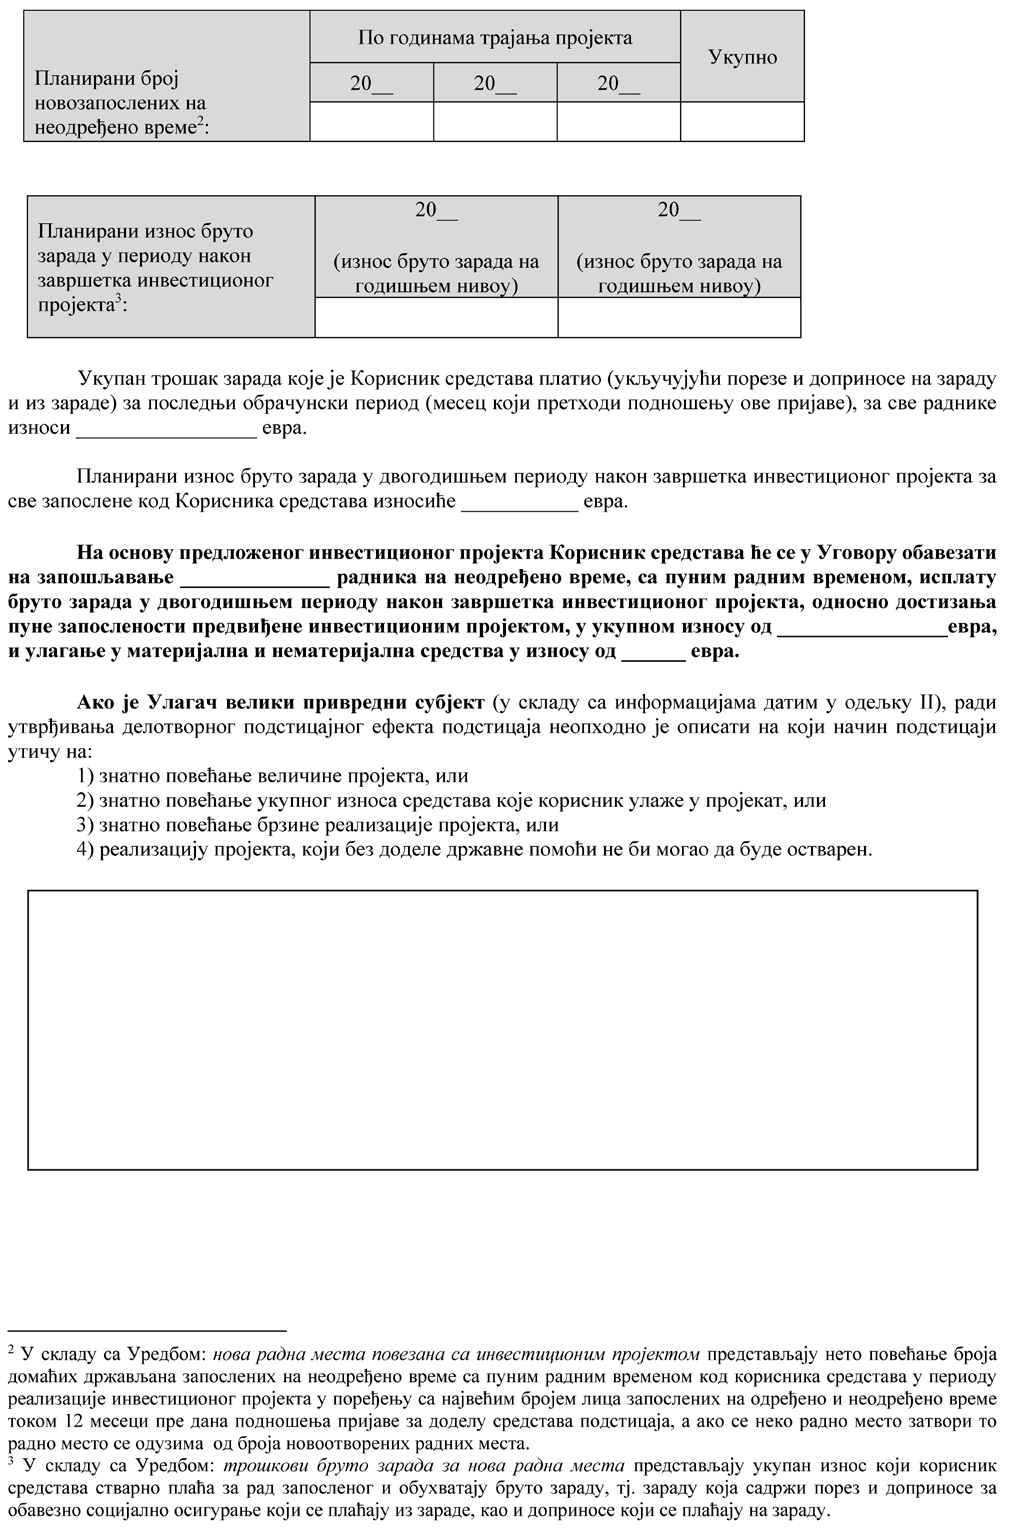 По годинама трајања пројекта
Укупно
Планирани број
новозапослених на
неодређено време²:
20__ 20__ 20__
Планирани износ бруто
зарада у периоду након
завршетка инвестиционог
пројекта³:
20__
(износ бруто зарада на
годишњем нивоу)
20__
(износ бруто зарада на
годишњем нивоу)
Укупан трошак зарада које је Корисник средстава платио (укључујући порезе и доприносе на зараду
и из зараде) за последњи обрачунски период (месец који претходи подношењу ове пријаве), за све раднике
износи _________________ евра.
Планирани износ бруто зарада у двогодишњем периоду након завршетка инвестиционог пројекта за
све запослене код Корисника средстава износиће ___________ евра.
На основу предложеног инвестиционог пројекта Корисник средстава ће се у Уговору обавезати
на запошљавање ______________ радника на неодређено време, са пуним радним временом, исплату
бруто зарада у двогодишњем периоду након завршетка инвестиционог пројекта, односно достизања
пуне запослености предвиђене инвестиционим пројектом, у укупном износу од ________________евра,
и улагање у материјална и нематеријална средства у износу од ______ евра.
Ако је Улагач велики привредни субјект (у складу са информацијама датим у одељку II), ради
утврђивања делотворног подстицајног ефекта подстицаја неопходно је описати на који начин подстицаји
утичу на:
1) знатно повећање величине пројекта, или
2) знатно повећање укупног износа средстава које корисник улаже у пројекат, или
3) знатно повећање брзине реализације пројекта, или
4) реализацију пројекта, који без доделе државне помоћи не би могао да буде остварен.
² У складу са Уредбом: нова радна места повезана са инвестиционим пројектом представљају нето повећање броја
домаћих држављана запослених на неодређено време са пуним радним временом код корисника средстава у периоду
реализације инвестиционог пројекта у поређењу са највећим бројем лица запослених на одређено и неодређено време
током 12 месеци пре дана подношења пријаве за доделу средстава подстицаја, а ако се неко радно место затвори то
радно место се одузима од броја новоотворених радних места.
³ У складу са Уредбом: трошкови бруто зарада за нова радна места представљају укупан износ који корисник
средстава стварно плаћа за рад запосленог и обухватају бруто зараду, тј. зараду која садржи порез и доприносе за
обавезно социјално осигурање који се плаћају из зараде, као и доприносе који се плаћају на зараду.